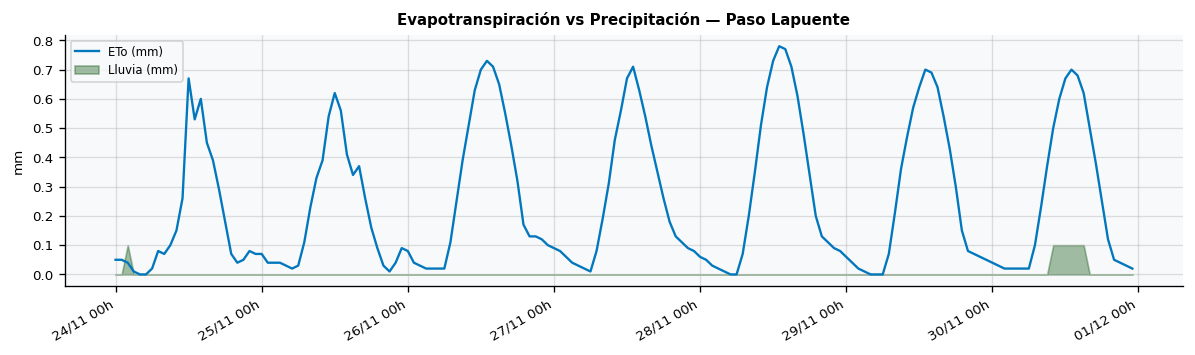 Evapotranspiración vs Precipitación — Paso Lapuente
ETo (mm)
Lluvia (mm)
mm
0.8
0.7
0.6
0.5
0.4
0.3
0.2
0.1
0.0
24/11 00h
25/11 00h
26/11 00h
27/11 00h
28/11 00h
29/11 00h
30/11 00h
01/12 00h